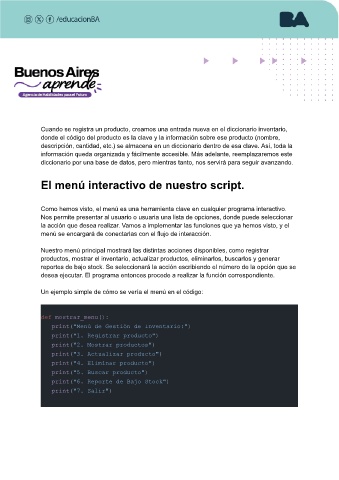 /educacionBA
BA
Buenos Aires
aprende
Agencia de Habilidades para el Futuro
Cuando se registra un producto, creamos una entrada nueva en el diccionario inventario,
donde el código del producto es la clave y la información sobre ese producto (nombre,
descripción, cantidad, etc.) se almacena en un diccionario dentro de esa clave. Así, toda la
información queda organizada y fácilmente accesible. Más adelante, reemplazaremos este
diccionario por una base de datos, pero mientras tanto, nos servirá para seguir avanzando.
El menú interactivo de nuestro script.
Como hemos visto, el menú es una herramienta clave en cualquier programa interactivo.
Nos permite presentar al usuario o usuaria una lista de opciones, donde puede seleccionar
la acción que desea realizar. Vamos a implementar las funciones que ya hemos visto, y el
menú se encargará de conectarlas con el flujo de interacción.
Nuestro menú principal mostrará las distintas acciones disponibles, como registrar
productos, mostrar el inventario, actualizar productos, eliminarlos, buscarlos y generar
reportes de bajo stock. Se seleccionará la acción escribiendo el número de la opción que se
desea ejecutar. El programa entonces procede a realizar la función correspondiente.
Un ejemplo simple de cómo se vería el menú en el código:
def mostrar_menu():
print("Menú de Gestión de inventario:")
print("1. Registrar producto")
print("2. Mostrar productos")
print("3. Actualizar producto")
print("4. Eliminar producto")
print("5. Buscar producto")
print("6. Reporte de Bajo Stock")
print("7. Salir")